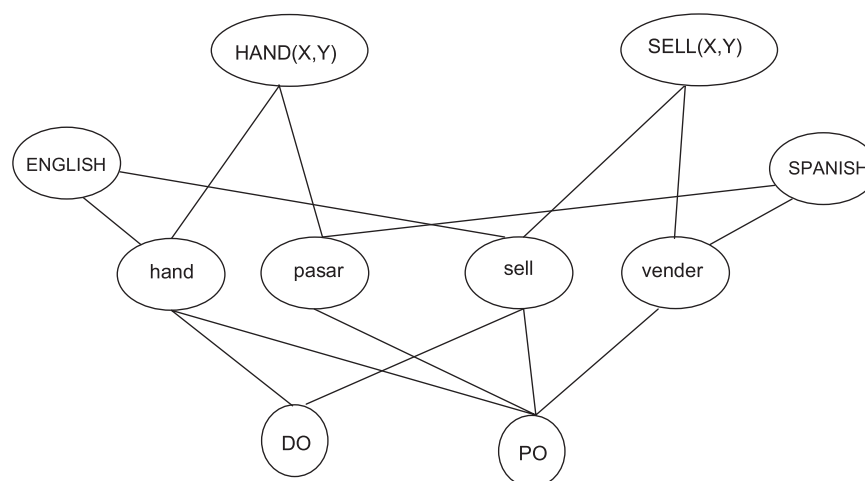 HAND(X,Y)
SELL(X,Y)
ENGLISH
SPANISH
hand
pasar
sell
vender
DO
PO